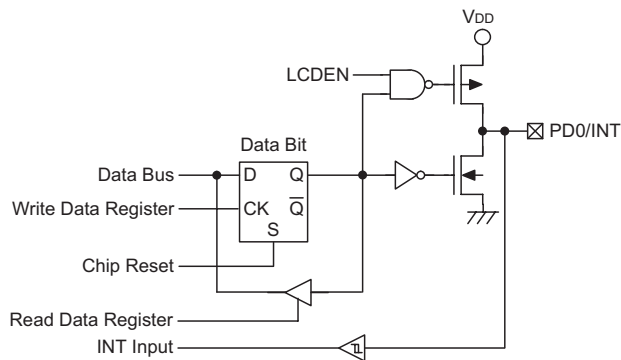 VDD
LCDEN
PD0/INT
Data Bit
Data Bus
D
Q
Write Data Register
CK
Q
S
Chip Reset
Read Data Register
INT Input